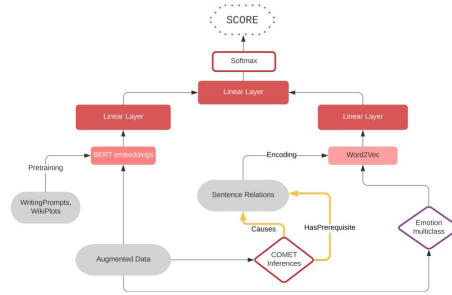 SCORE
Softmax
Linear Layer
Linear Layer
Linear Layer
Pretraining
BERT embeddings
Encoding
Word2Vec
WritingPrompts,
WikiPlots
Sentence Relations
Causes
HasPrerequisite
Emotion
multiclass
Augmented Data
COMET
Inferences